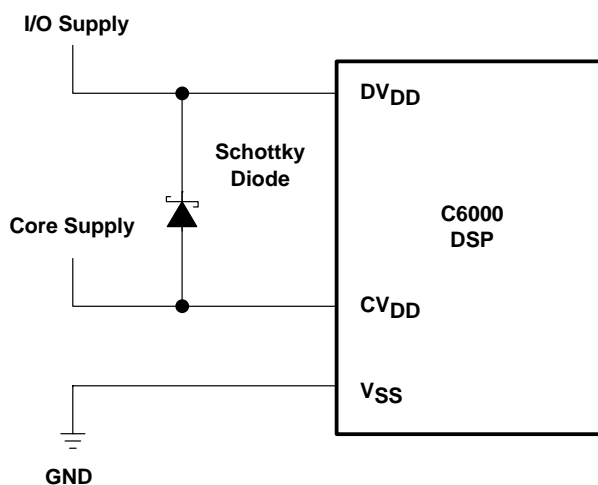 I/O Supply
DVDD
Schottky
Diode
C6000
DSP
Core Supply
CVDD
VSS
GND